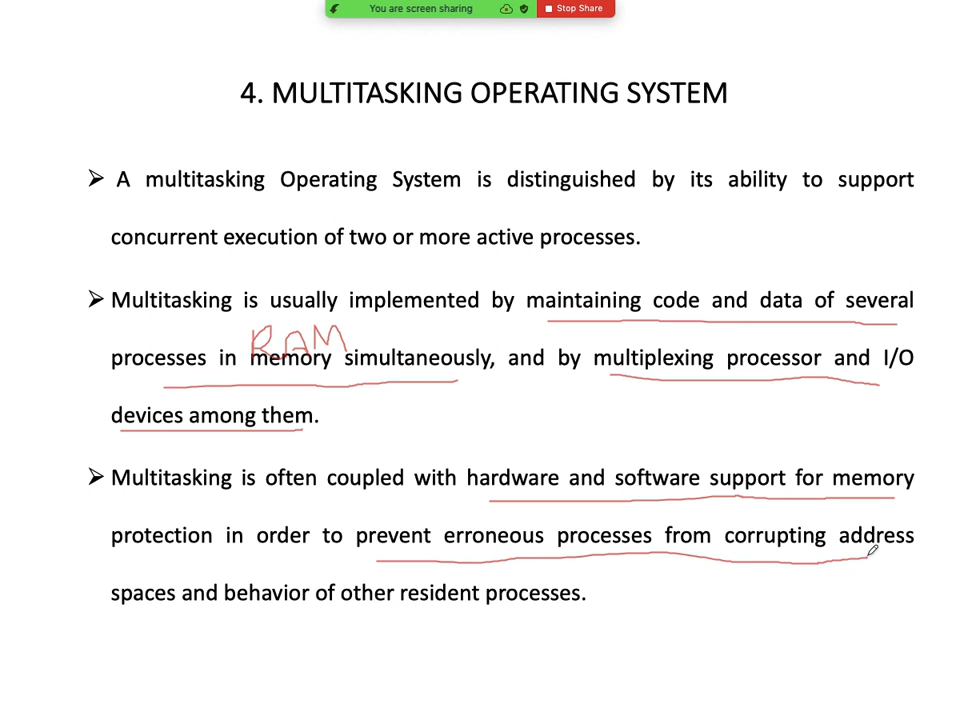 You are screen sharing
Stop Share
4. MULTITASKING OPERATING SYSTEM
➢ A multitasking Operating System is distinguished by its ability to support
concurrent execution of two or more active processes.
➢ Multitasking is usually implemented by maintaining code and data of several
RAM
processes in memory simultaneously, and by multiplexing processor and I/O
devices among them.
➢ Multitasking is often coupled with hardware and software support for memory
protection in order to prevent erroneous processes from corrupting address
spaces and behavior of other resident processes.